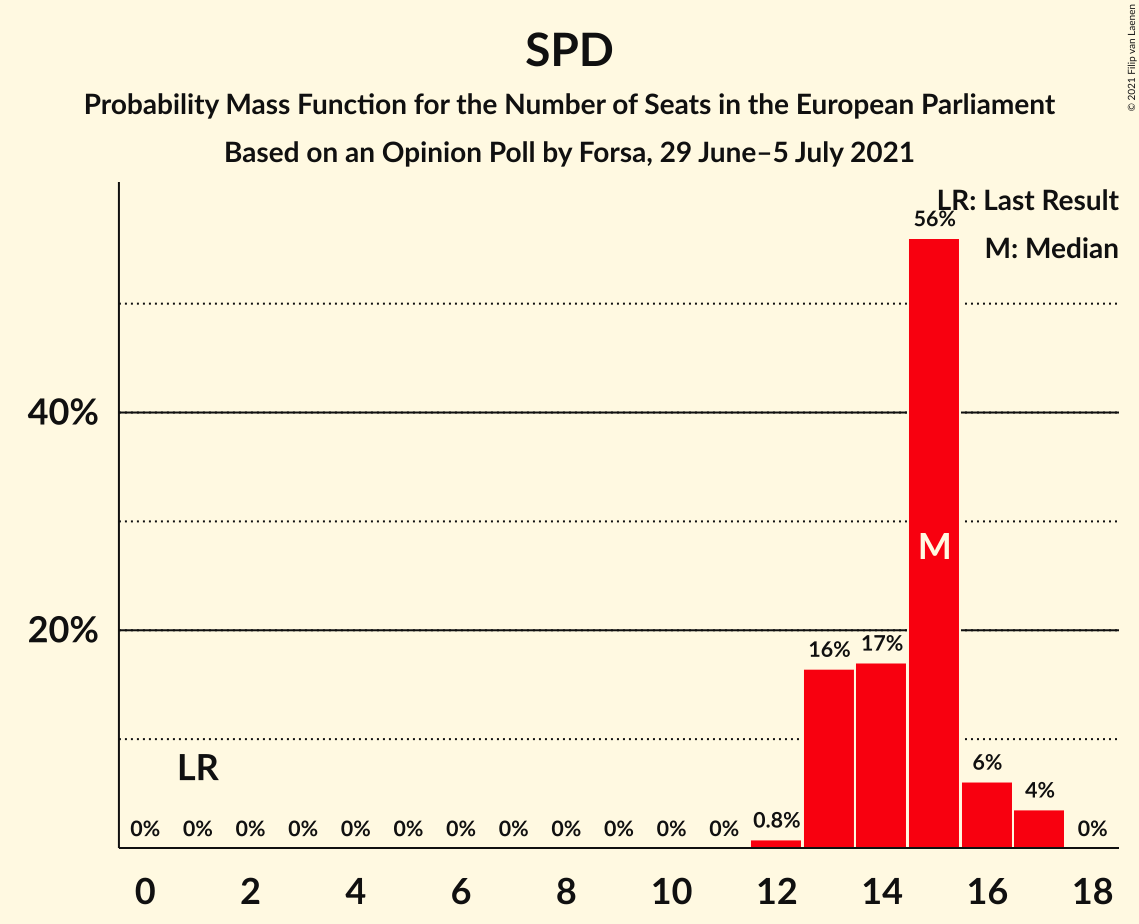 SPD
Probability Mass Function for the Number of Seats in the European Parliament
Based on an Opinion Poll by Forsa, 29 June–5 July 2021
© 2021 Filip van Laenen
LR: Last Result
M: Median
56%
40%
M
20%
16% 17%
LR
6%
4%
0% 0% 0% 0% 0% 0% 0% 0% 0% 0% 0% 0% 0.8% 0%
0 2 4 6 8 10 12 14 16 18